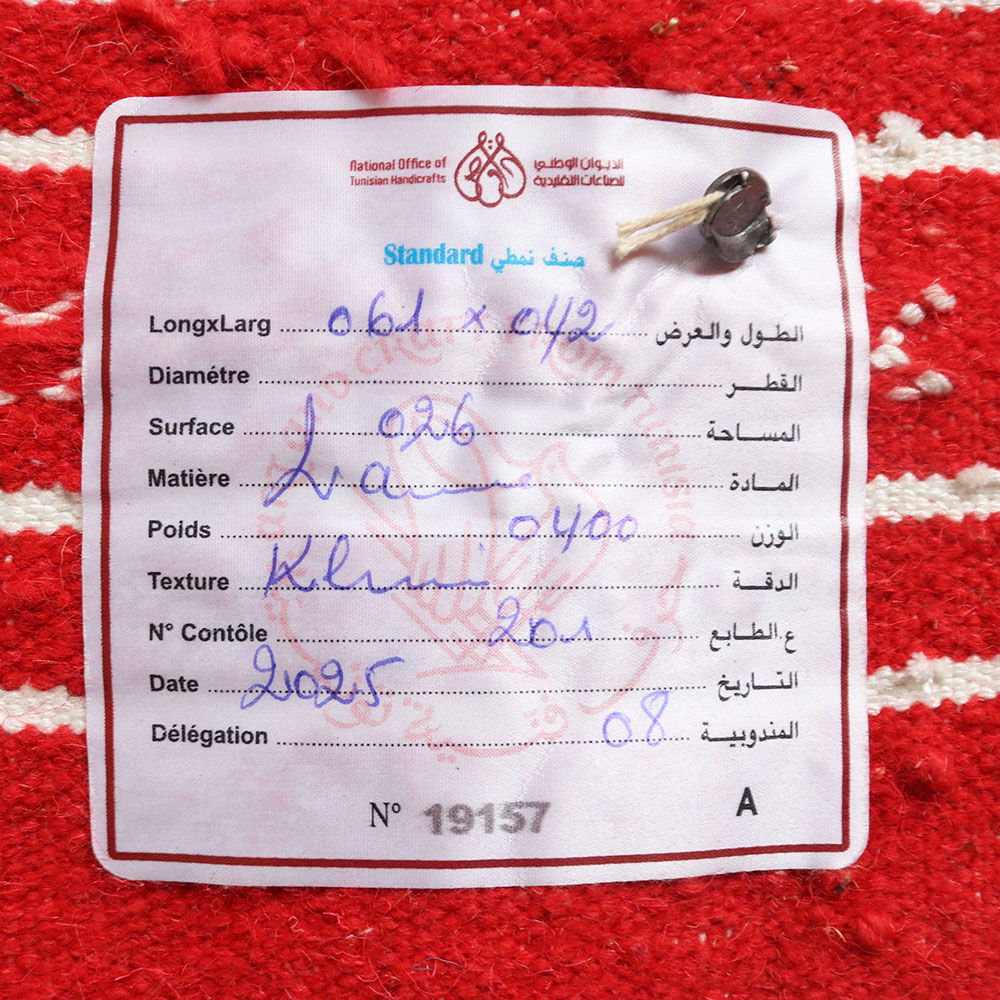 National Office of
Tunisian Handicrafts
الديوان الوطني
للصناعات التقليدية
Standard صنف نمطي
LongxLarg 061 x 042 الطول والعرض
Diamétre القطر
Surface 026 المساحة
Matière Laine المادة
Poids 0400 الوزن
Texture Klim الدقة
N° Contôle 201 ع.الطابع
Date 2025 التاريخ
Délégation 08 المندوبية
N° 19157 A